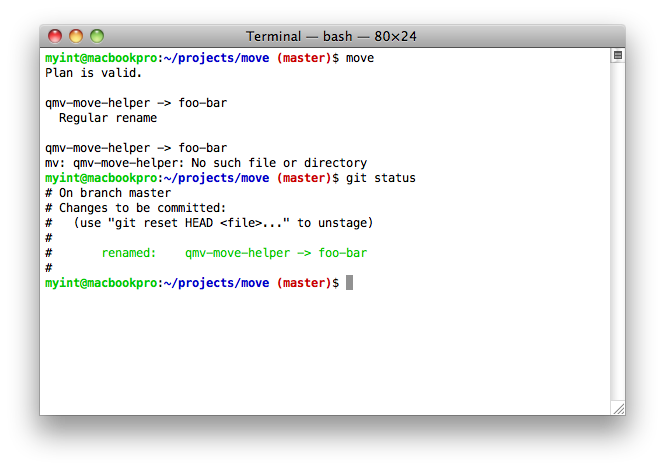 Terminal — bash — 80×24
myint@macbookpro:~/projects/move (master)$ move
Plan is valid.
qmv-move-helper -> foo-bar
  Regular rename
qmv-move-helper -> foo-bar
mv: qmv-move-helper: No such file or directory
myint@macbookpro:~/projects/move (master)$ git status
# On branch master
# Changes to be committed:
#   (use "git reset HEAD <file>..." to unstage)
#
#       renamed:    qmv-move-helper -> foo-bar
#
myint@macbookpro:~/projects/move (master)$